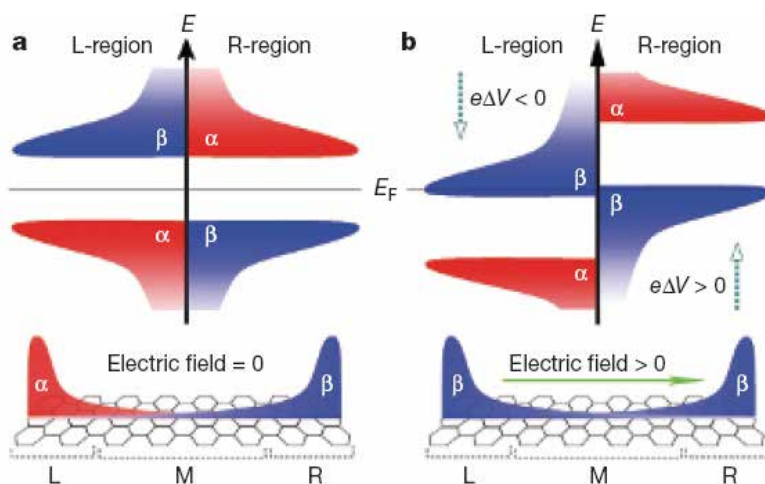 a
E
L-region
R-region
β
α
α
β
Electric field = 0
α
β
L
M
R
E_F
b
E
L-region
R-region
eΔV < 0
α
β
β
α
eΔV > 0
Electric field > 0
β
β
L
M
R